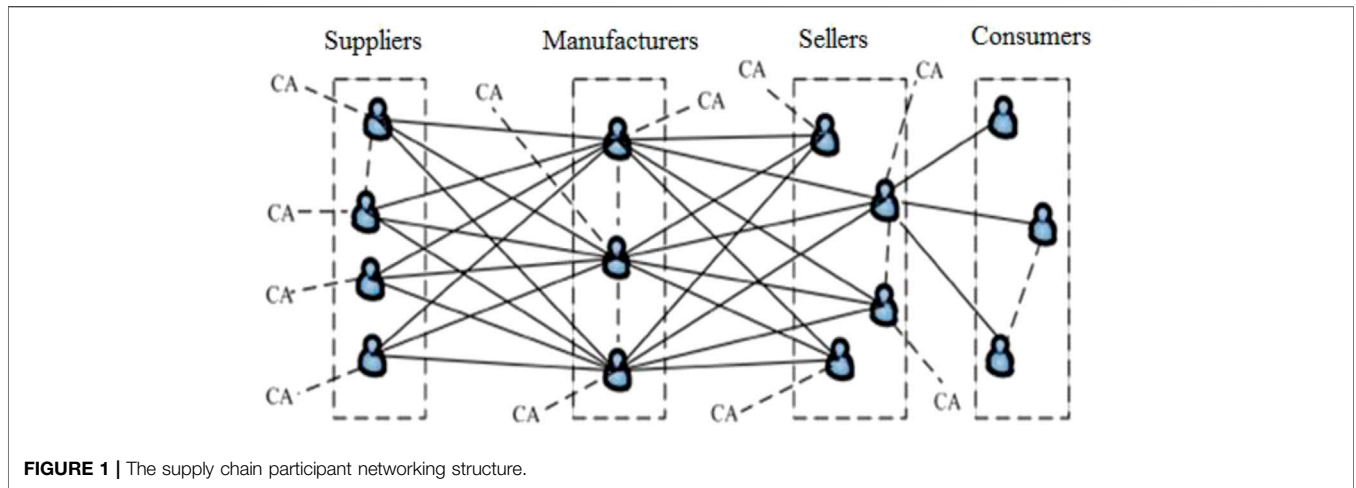 Suppliers Manufacturers Sellers Consumers
CA CA CA
CA CA
CA
CA
CA
CA CA CA
FIGURE 1 | The supply chain participant networking structure.